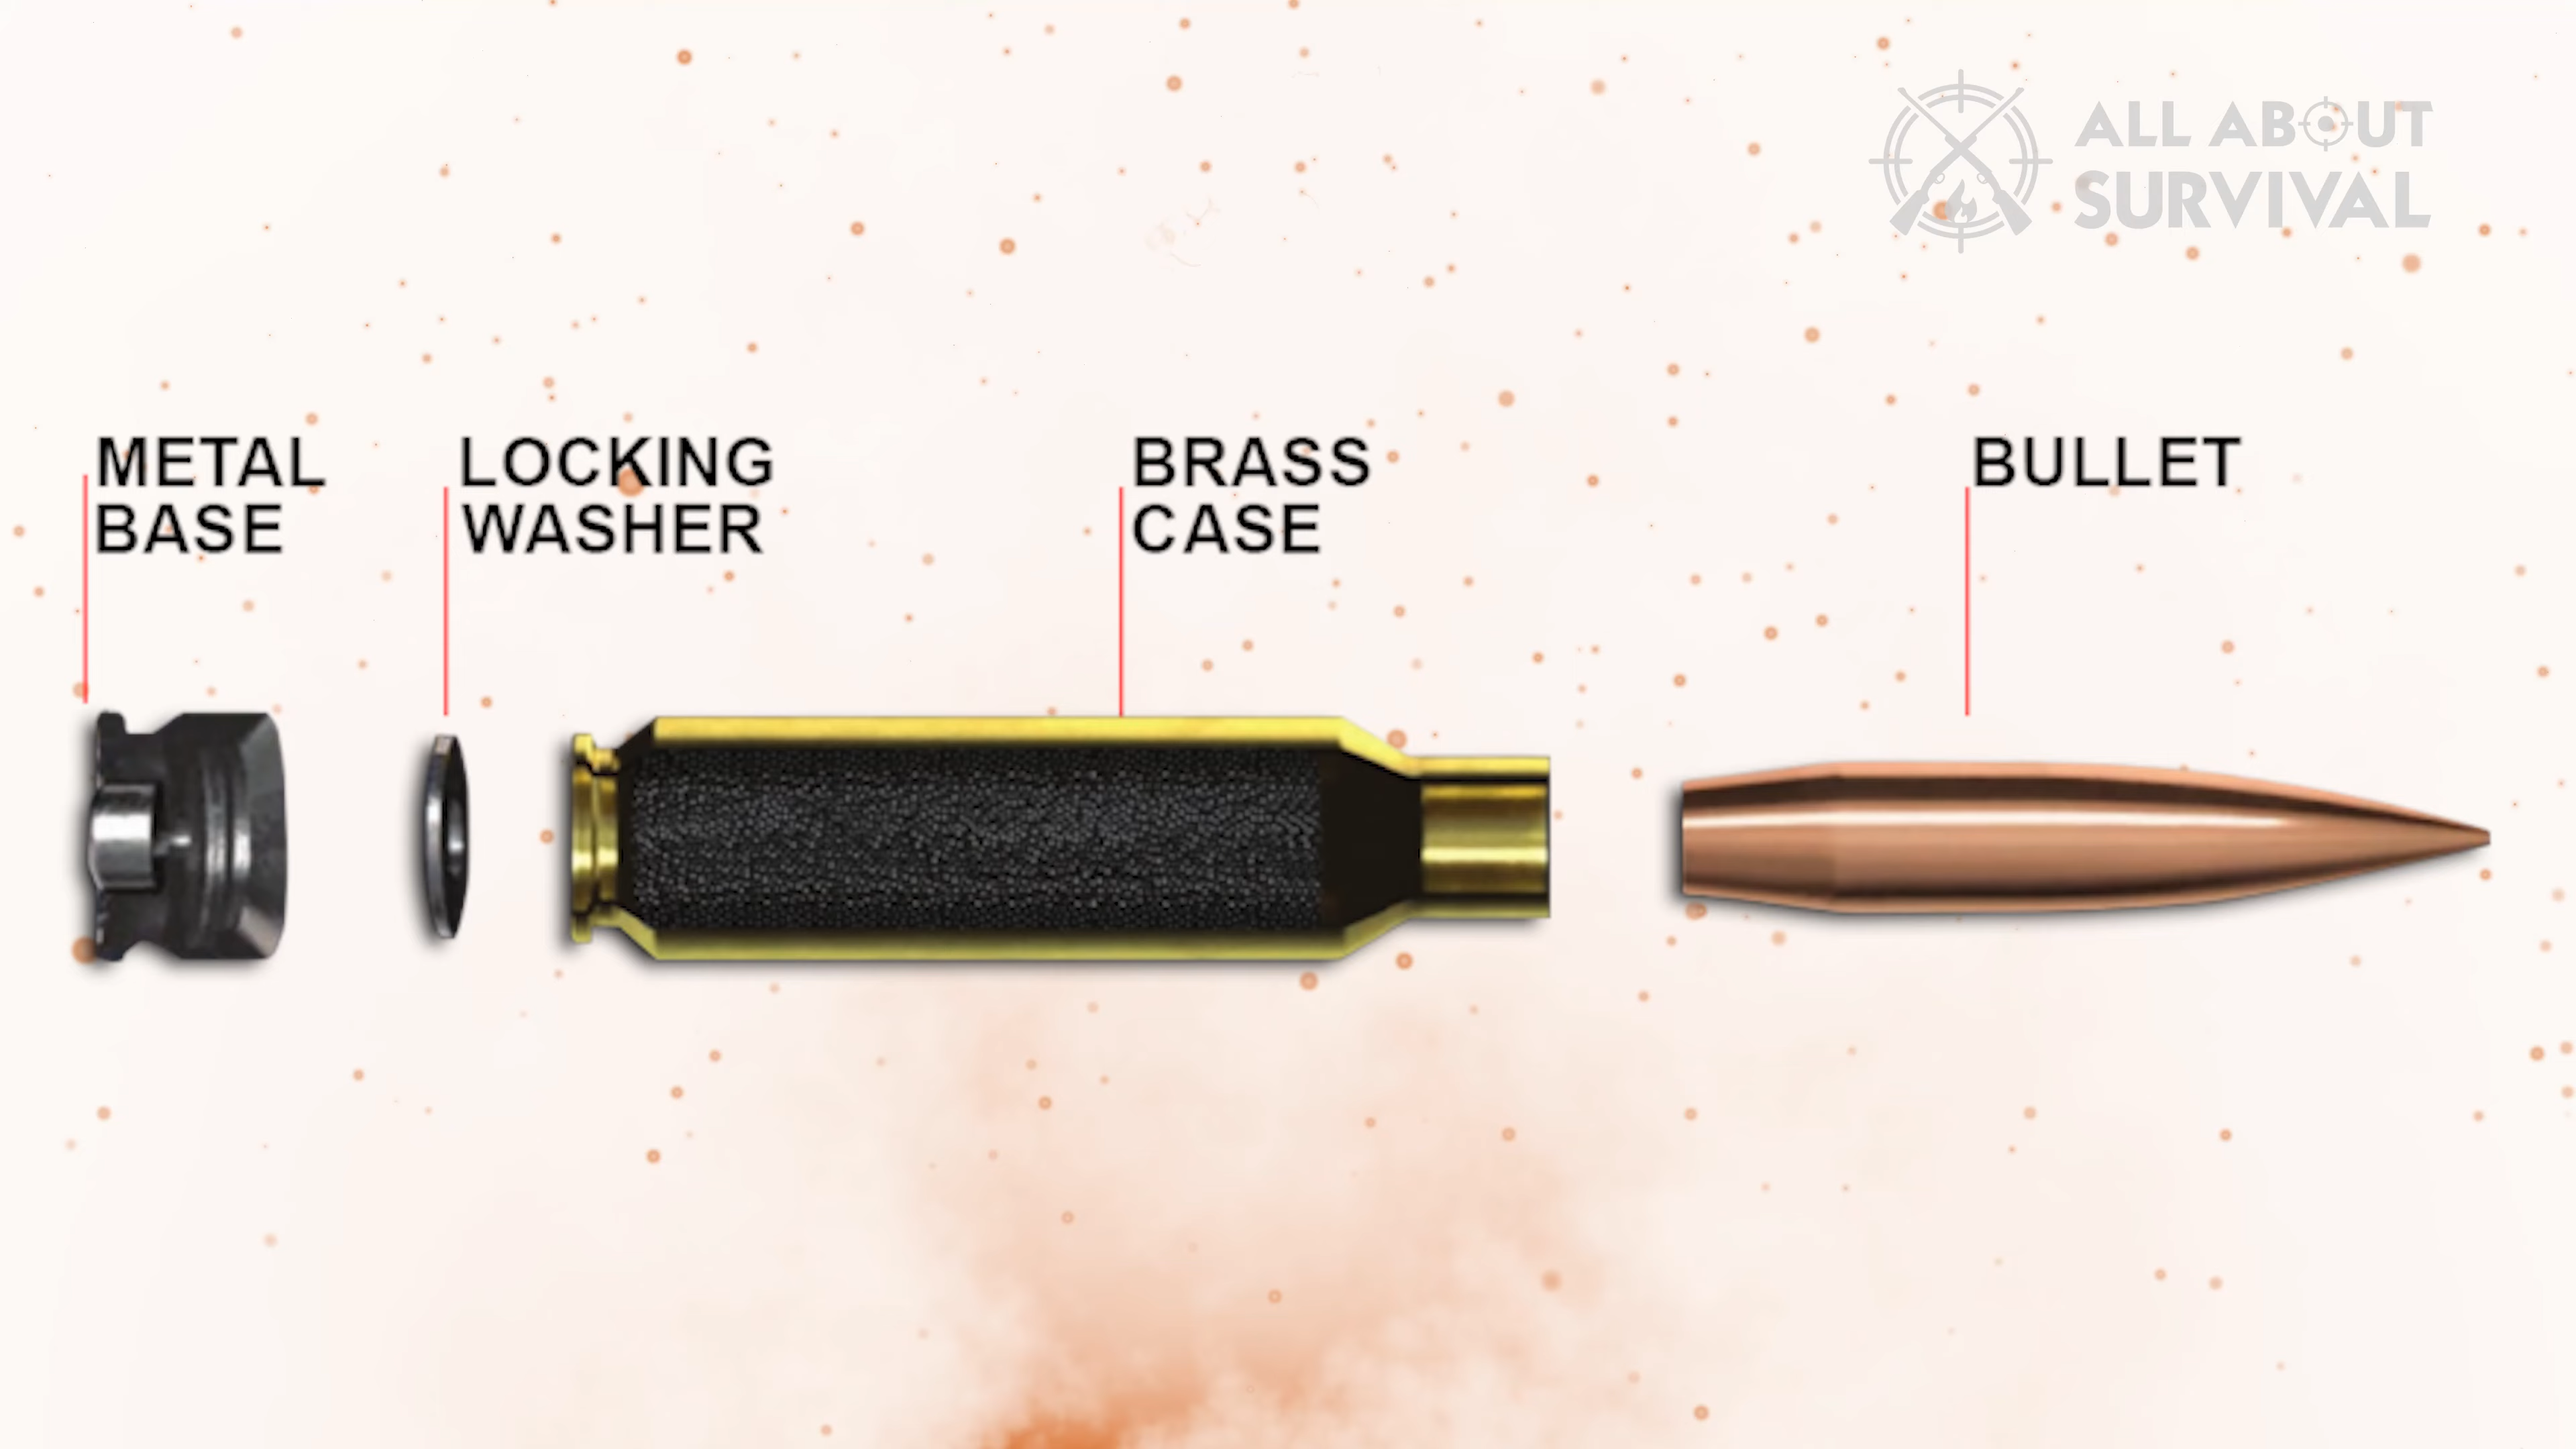 ALL ABOUT
SURVIVAL
METAL
BASE
LOCKING
WASHER
BRASS
CASE
BULLET